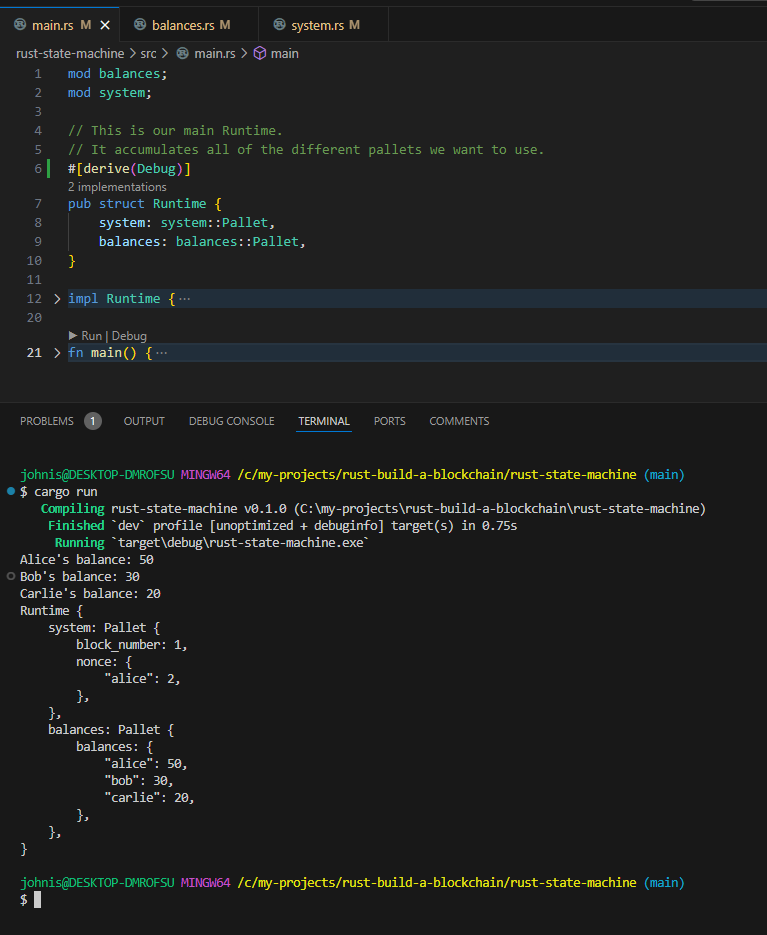 main.rs M balances.rs M system.rs M
rust-state-machine > src > main.rs > main
1 mod balances;
2 mod system;
3
4 // This is our main Runtime.
5 // It accumulates all of the different pallets we want to use.
6 #[derive(Debug)]
2 implementations
7 pub struct Runtime {
8 system: system::Pallet,
9 balances: balances::Pallet,
10 }
11
12 impl Runtime { ···
20
Run | Debug
21 fn main() { ···
PROBLEMS 1 OUTPUT DEBUG CONSOLE TERMINAL PORTS COMMENTS
johnis@DESKTOP-DMROFSU MINGW64 /c/my-projects/rust-build-a-blockchain/rust-state-machine (main)
$ cargo run
Compiling rust-state-machine v0.1.0 (C:\my-projects\rust-build-a-blockchain\rust-state-machine)
Finished `dev` profile [unoptimized + debuginfo] target(s) in 0.75s
Running `target\debug\rust-state-machine.exe`
Alice's balance: 50
Bob's balance: 30
Carlie's balance: 20
Runtime {
system: Pallet {
block_number: 1,
nonce: {
"alice": 2,
},
},
balances: Pallet {
balances: {
"alice": 50,
"bob": 30,
"carlie": 20,
},
},
}
johnis@DESKTOP-DMROFSU MINGW64 /c/my-projects/rust-build-a-blockchain/rust-state-machine (main)
$